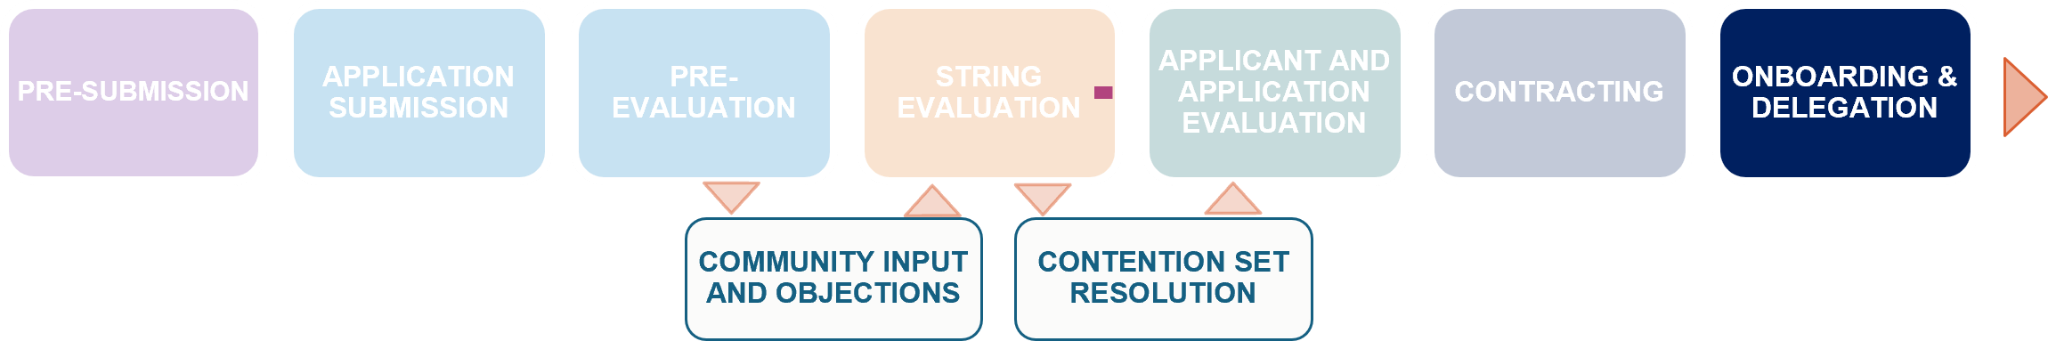 PRE-SUBMISSION
APPLICATION
SUBMISSION
PRE-
EVALUATION
STRING
EVALUATION
APPLICANT AND
APPLICATION
EVALUATION
CONTRACTING
ONBOARDING &
DELEGATION
COMMUNITY INPUT
AND OBJECTIONS
CONTENTION SET
RESOLUTION